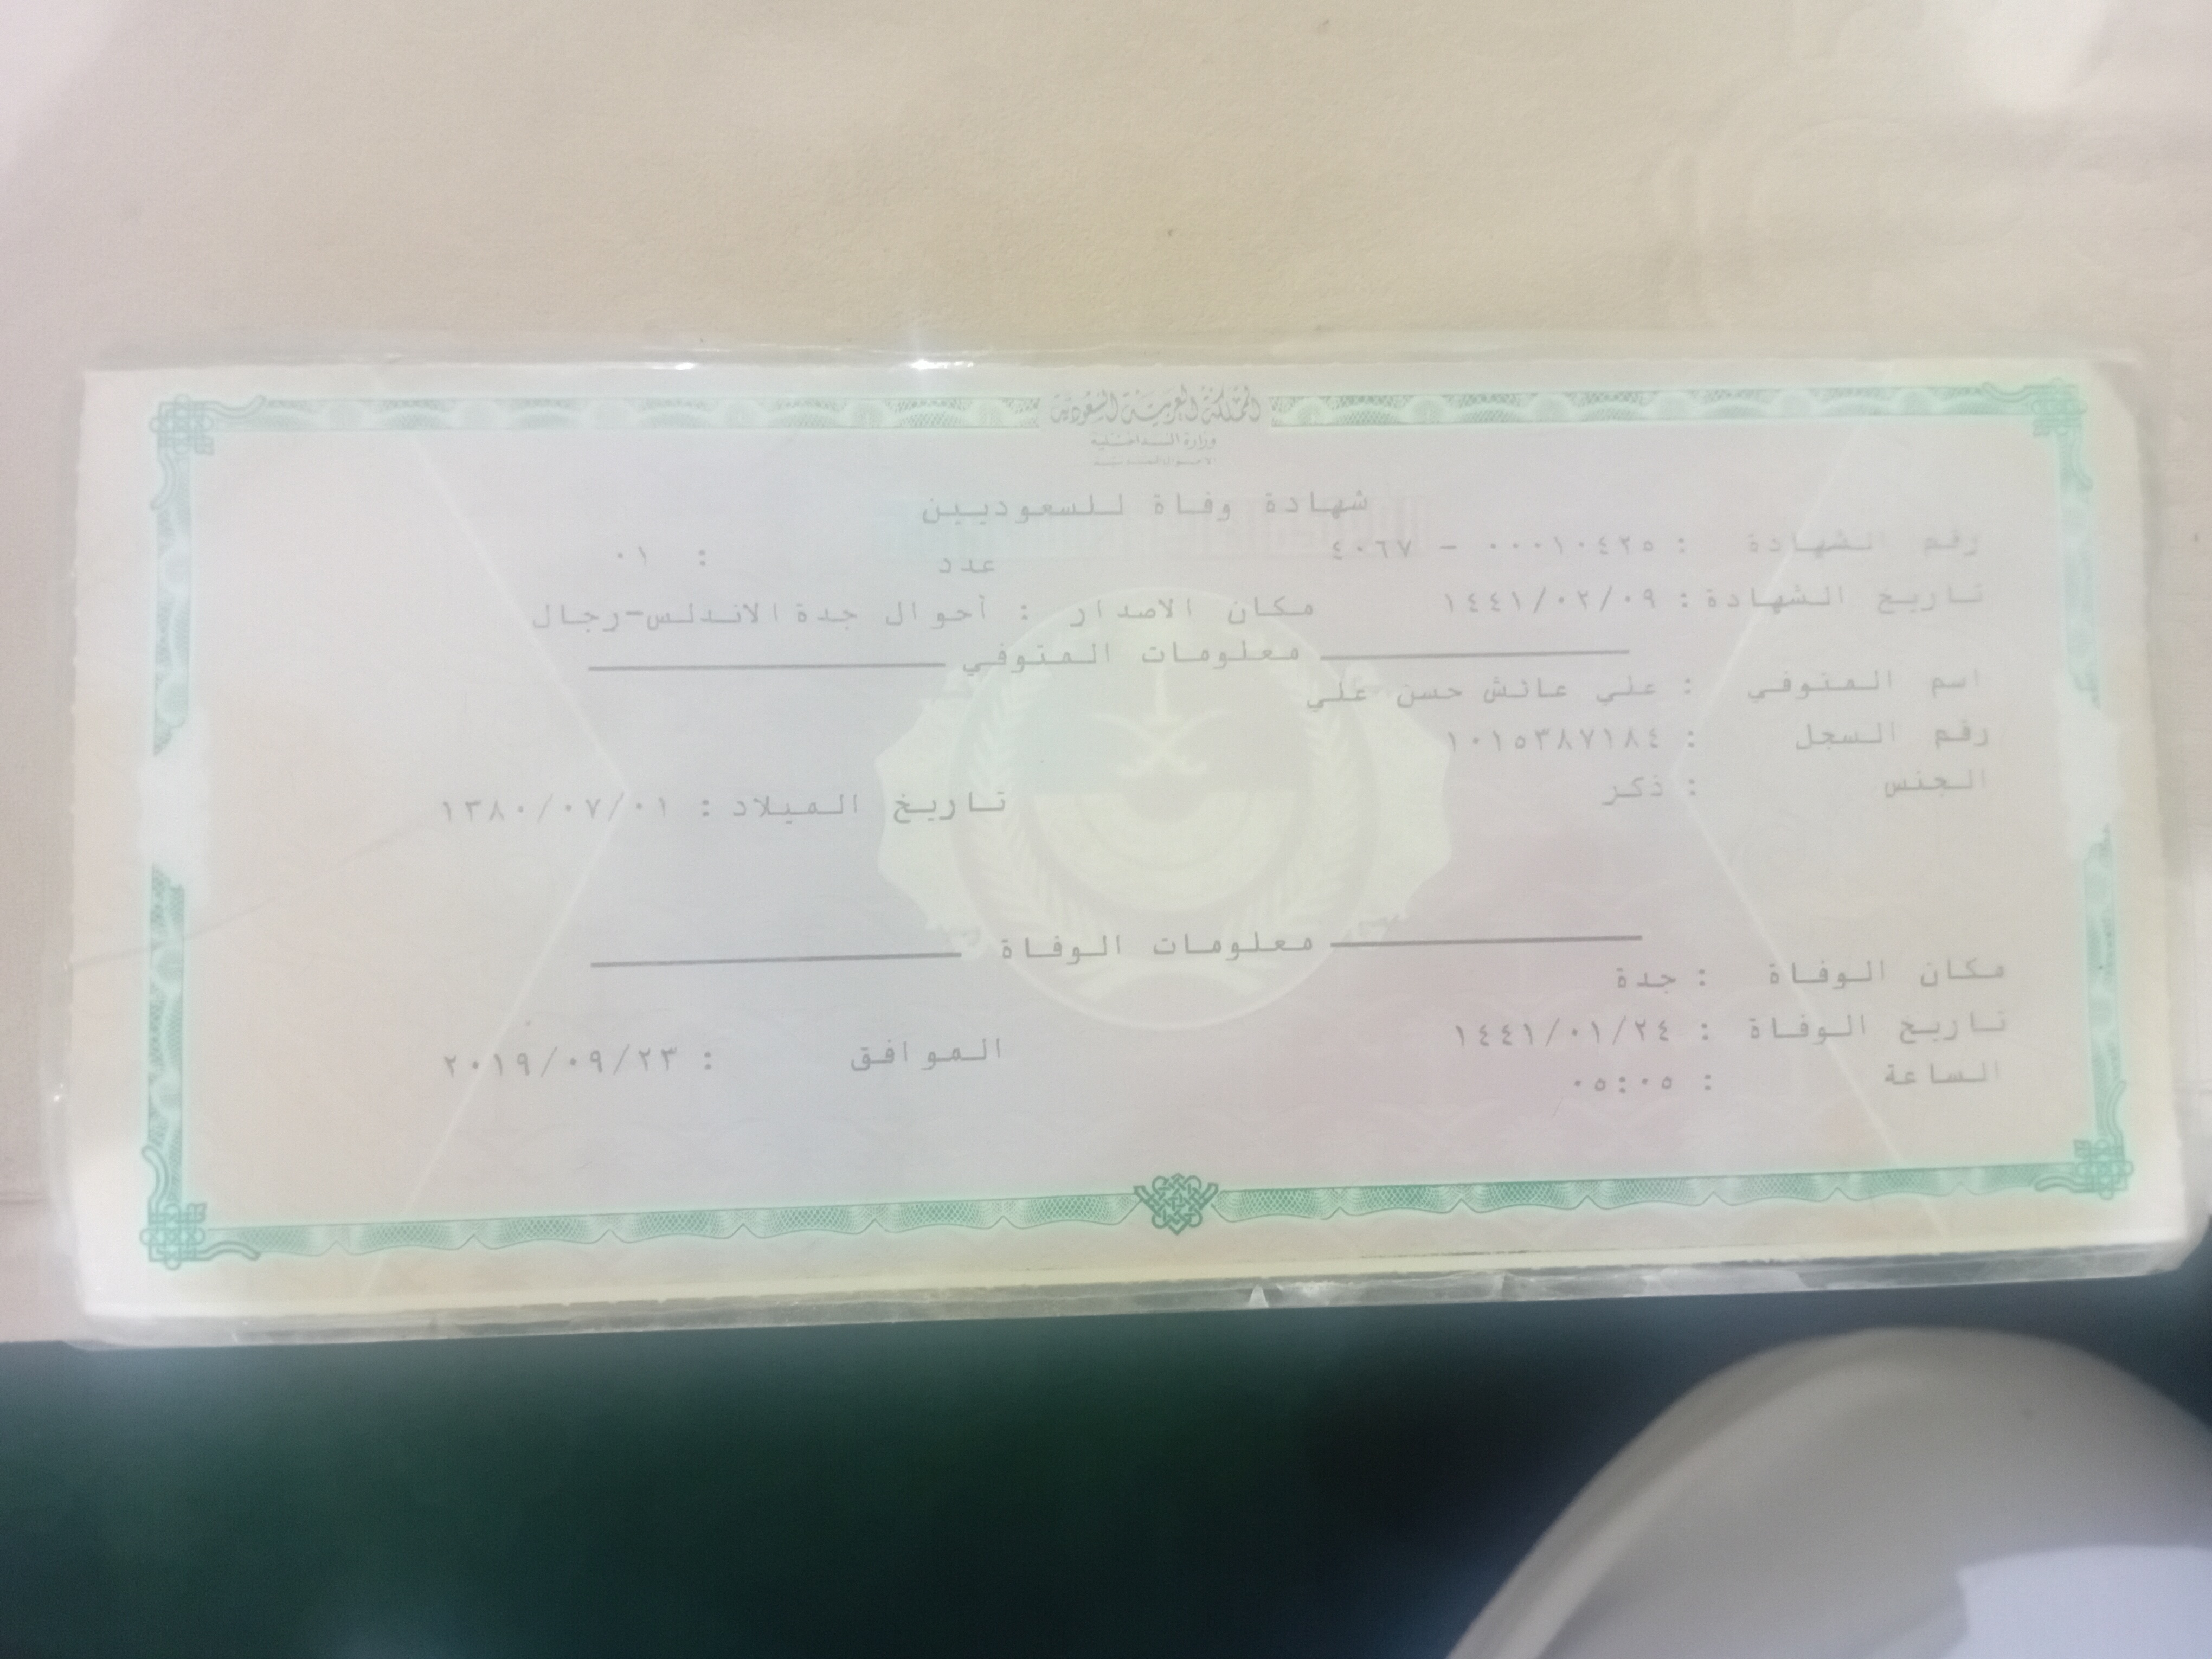 المملكة العربية السعودية
وزارة الداخلية
الأحوال المدنية
شهادة وفاة للسعوديين
رقم الشهادة : ٠٠٠١٠٤٢٥ - ٤٠٦٧ عدد : ٠١
تاريخ الشهادة : ١٤٤١/٠٢/٠٩ مكان الاصدار : أحوال جدة الاندلس-رجال
معلومات المتوفي
اسم المتوفي : علي عائش حسن علي
رقم السجل : ١٠١٥٣٨٧١٨٤
الجنس : ذكر تاريخ الميلاد : ١٣٨٠/٠٧/٠١
معلومات الوفاة
مكان الوفاة : جدة
تاريخ الوفاة : ١٤٤١/٠١/٢٤ الموافق : ٢٠١٩/٠٩/٢٣
الساعة : ٠٥:٠٥